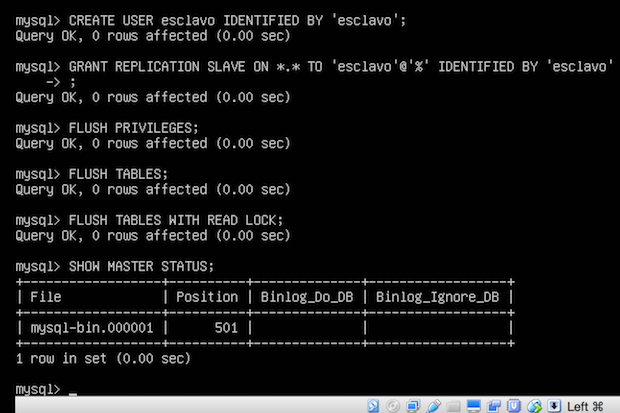 mysql> CREATE USER esclavo IDENTIFIED BY 'esclavo';
Query OK, 0 rows affected (0.00 sec)
mysql> GRANT REPLICATION SLAVE ON *.* TO 'esclavo'@'%' IDENTIFIED BY 'esclavo'
    -> ;
Query OK, 0 rows affected (0.00 sec)
mysql> FLUSH PRIVILEGES;
Query OK, 0 rows affected (0.00 sec)
mysql> FLUSH TABLES;
Query OK, 0 rows affected (0.00 sec)
mysql> FLUSH TABLES WITH READ LOCK;
Query OK, 0 rows affected (0.00 sec)
mysql> SHOW MASTER STATUS;
+------------------+----------+--------------+------------------+
| File             | Position | Binlog_Do_DB | Binlog_Ignore_DB |
+------------------+----------+--------------+------------------+
| mysql-bin.000001 |      501 |              |                  |
+------------------+----------+--------------+------------------+
1 row in set (0.00 sec)
mysql> _
Left ⌘